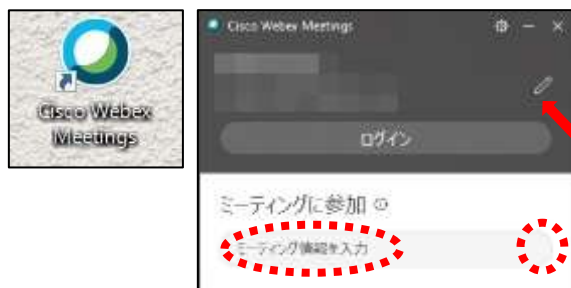 Cisco Webex
Meetings
Cisco Webex Meetings
ログイン
ミーティングに参加
ミーティング情報を入力